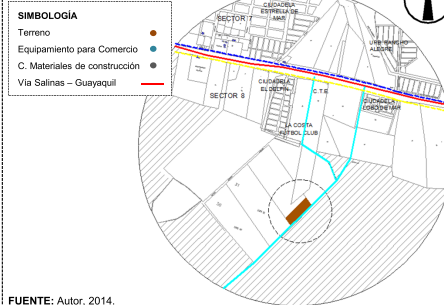 SIMBOLOGÍA
Terreno
Equipamiento para Comercio
C. Materiales de construcción
Vía Salinas – Guayaquil
CIUDADELA
ESTRELLA DE
MAR
SECTOR 7
URB. RANCHO
ALEGRE
CIUDADELA
EL DELFIN
C.T.E.
SECTOR 8
CIUDADELA
LOBO DE MAR
LA COSTA
FUTBOL CLUB
FUENTE: Autor. 2014.